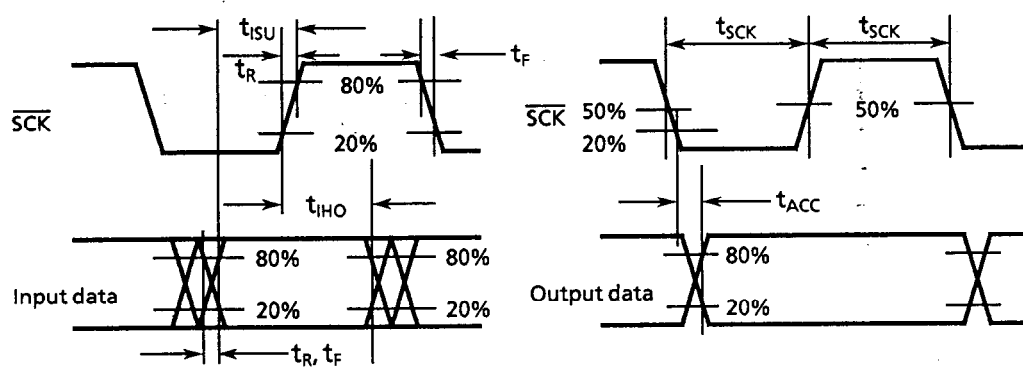 tISU
tR
tF
80%
SCK
20%
tIHO
80%
80%
Input data
20%
20%
tR, tF
tSCK
tSCK
SCK
50%
50%
20%
tACC
80%
Output data
20%